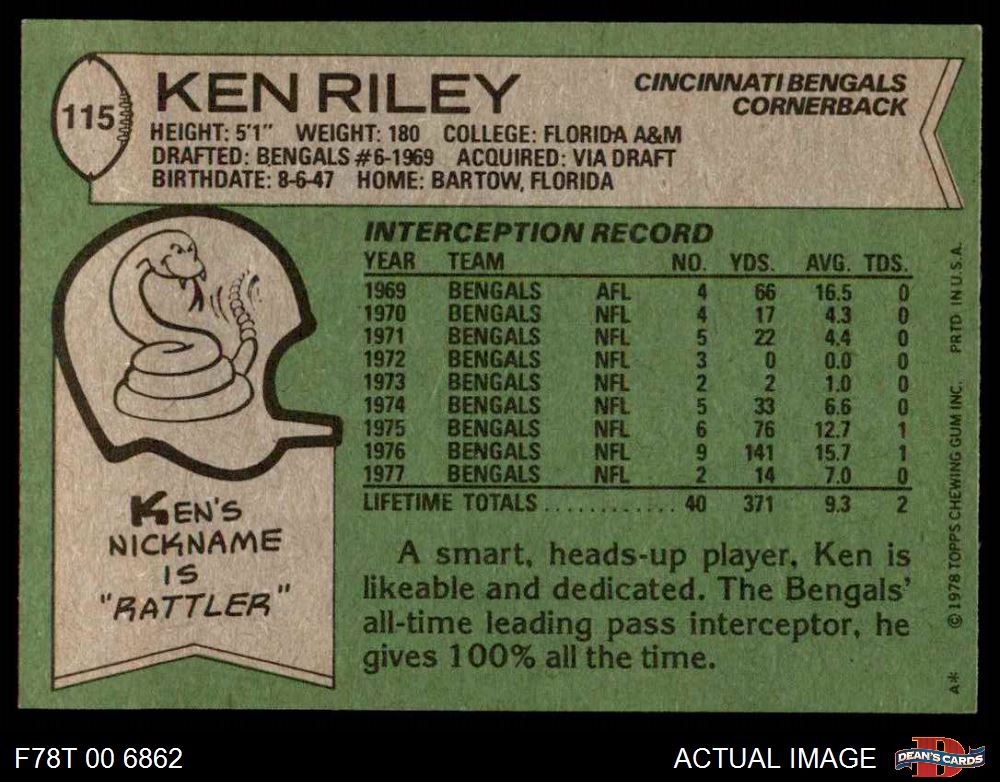 115
KEN RILEY
CINCINNATI BENGALS
CORNERBACK
HEIGHT: 5'1" WEIGHT: 180 COLLEGE: FLORIDA A&M
DRAFTED: BENGALS #6-1969 ACQUIRED: VIA DRAFT
BIRTHDATE: 8-6-47 HOME: BARTOW, FLORIDA
INTERCEPTION RECORD
YEAR TEAM NO. YDS. AVG. TDS.
1969 BENGALS AFL 4 66 16.5 0
1970 BENGALS NFL 4 17 4.3 0
1971 BENGALS NFL 5 22 4.4 0
1972 BENGALS NFL 3 0 0.0 0
1973 BENGALS NFL 2 2 1.0 0
1974 BENGALS NFL 5 33 6.6 0
1975 BENGALS NFL 6 76 12.7 1
1976 BENGALS NFL 9 141 15.7 1
1977 BENGALS NFL 2 14 7.0 0
LIFETIME TOTALS ............ 40 371 9.3 2
KEN'S
NICKNAME
IS
"RATTLER"
A smart, heads-up player, Ken is
likeable and dedicated. The Bengals'
all-time leading pass interceptor, he
gives 100% all the time.
A* © 1978 TOPPS CHEWING GUM INC. PRTD IN U.S.A.
F78T 00 6862
ACTUAL IMAGE
D
DEAN'S CARDS